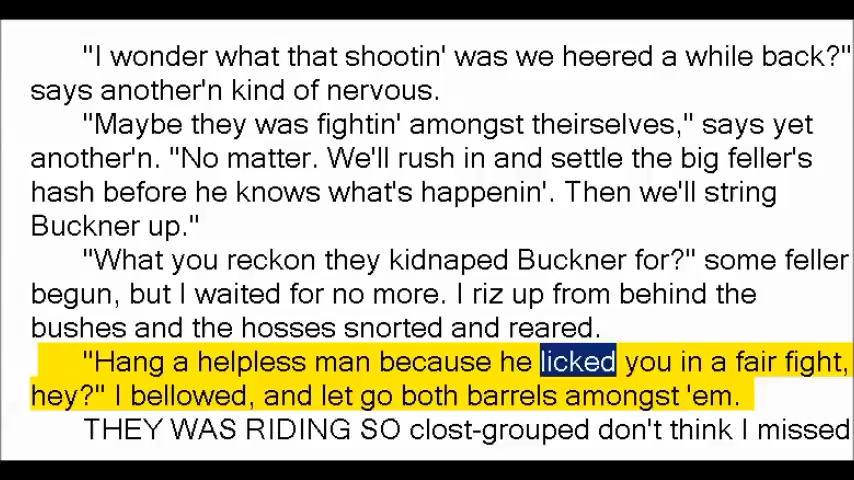 "I wonder what that shootin' was we heered a while back?"
says another'n kind of nervous.
"Maybe they was fightin' amongst theirselves," says yet
another'n. "No matter. We'll rush in and settle the big feller's
hash before he knows what's happenin'. Then we'll string
Buckner up."
"What you reckon they kidnaped Buckner for?" some feller
begun, but I waited for no more. I riz up from behind the
bushes and the hosses snorted and reared.
"Hang a helpless man because he licked you in a fair fight,
hey?" I bellowed, and let go both barrels amongst 'em.
THEY WAS RIDING SO clost-grouped don't think I missed